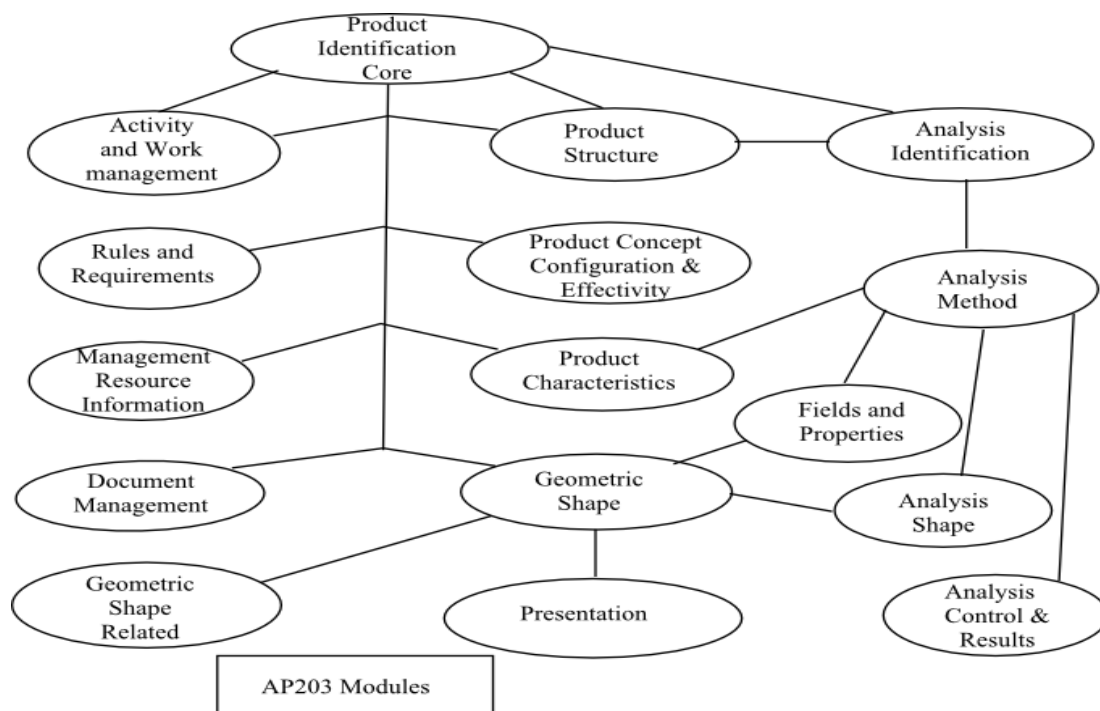 Product
Identification
Core
Activity
and Work
management
Product
Structure
Analysis
Identification
Rules and
Requirements
Product Concept
Configuration &
Effectivity
Analysis
Method
Management
Resource
Information
Product
Characteristics
Fields and
Properties
Document
Management
Geometric
Shape
Analysis
Shape
Geometric
Shape
Related
Presentation
Analysis
Control &
Results
AP203 Modules